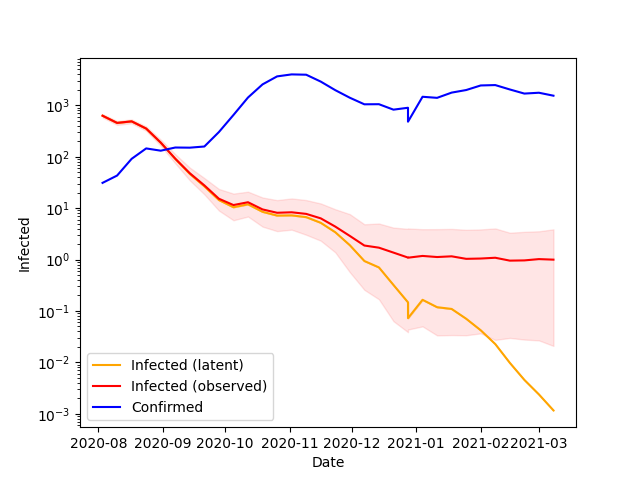 Infected
10³
10²
10¹
10⁰
10⁻¹
10⁻²
10⁻³
Infected (latent)
Infected (observed)
Confirmed
2020-08 2020-09 2020-10 2020-11 2020-12 2021-01 2021-02 2021-03
Date